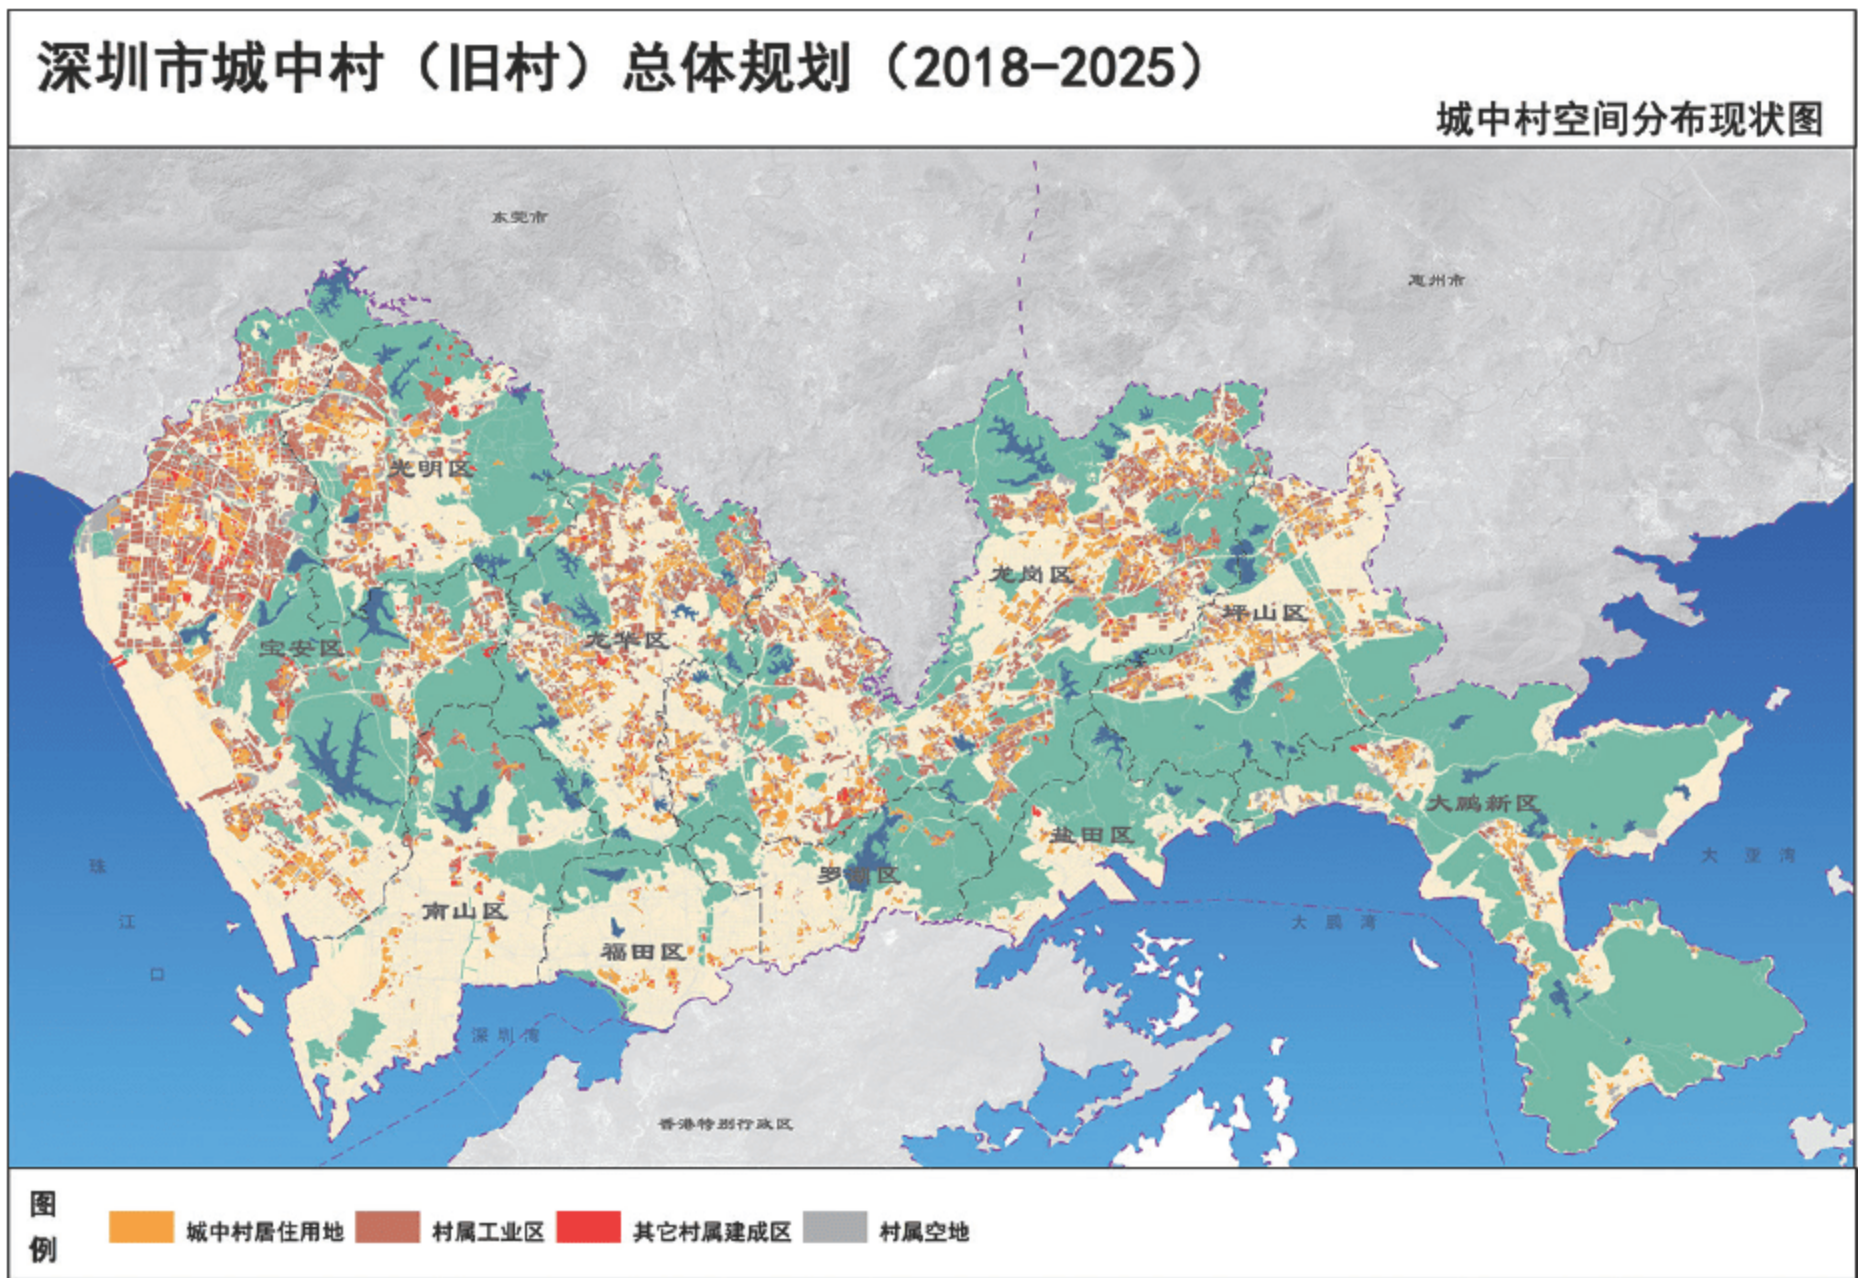 深圳市城中村（旧村）总体规划（2018-2025）
城中村空间分布现状图
东莞市
惠州市
光明区
龙岗区
坪山区
宝安区
龙华区
大鹏新区
盐田区
罗湖区
南山区
福田区
珠江口
大亚湾
大鹏湾
深圳湾
香港特别行政区
图例
城中村居住用地
村属工业区
其它村属建成区
村属空地